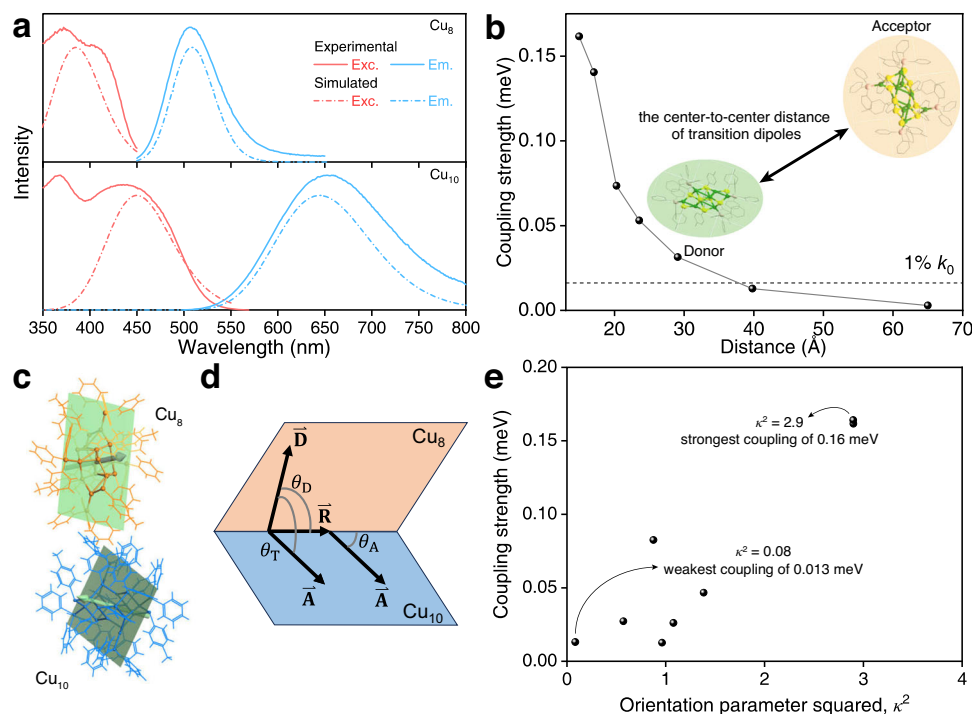 a
Cu8
Experimental
Exc.
Em.
Simulated
Exc.
Em.
Cu10
Intensity
350 400 450 500 550 600 650 700 750 800
Wavelength (nm)
b
Acceptor
the center-to-center distance
of transition dipoles
Donor
1% k0
0.15
0.10
0.05
0.00
Coupling strength (meV)
20 30 40 50 60 70
Distance (Å)
c
Cu8
Cu10
d
Cu8
D
θD
R
θT
θA
A
A
Cu10
e
κ² = 2.9
strongest coupling of 0.16 meV
κ² = 0.08
weakest coupling of 0.013 meV
0.20
0.15
0.10
0.05
0.00
Coupling strength (meV)
0 1 2 3 4
Orientation parameter squared, κ²